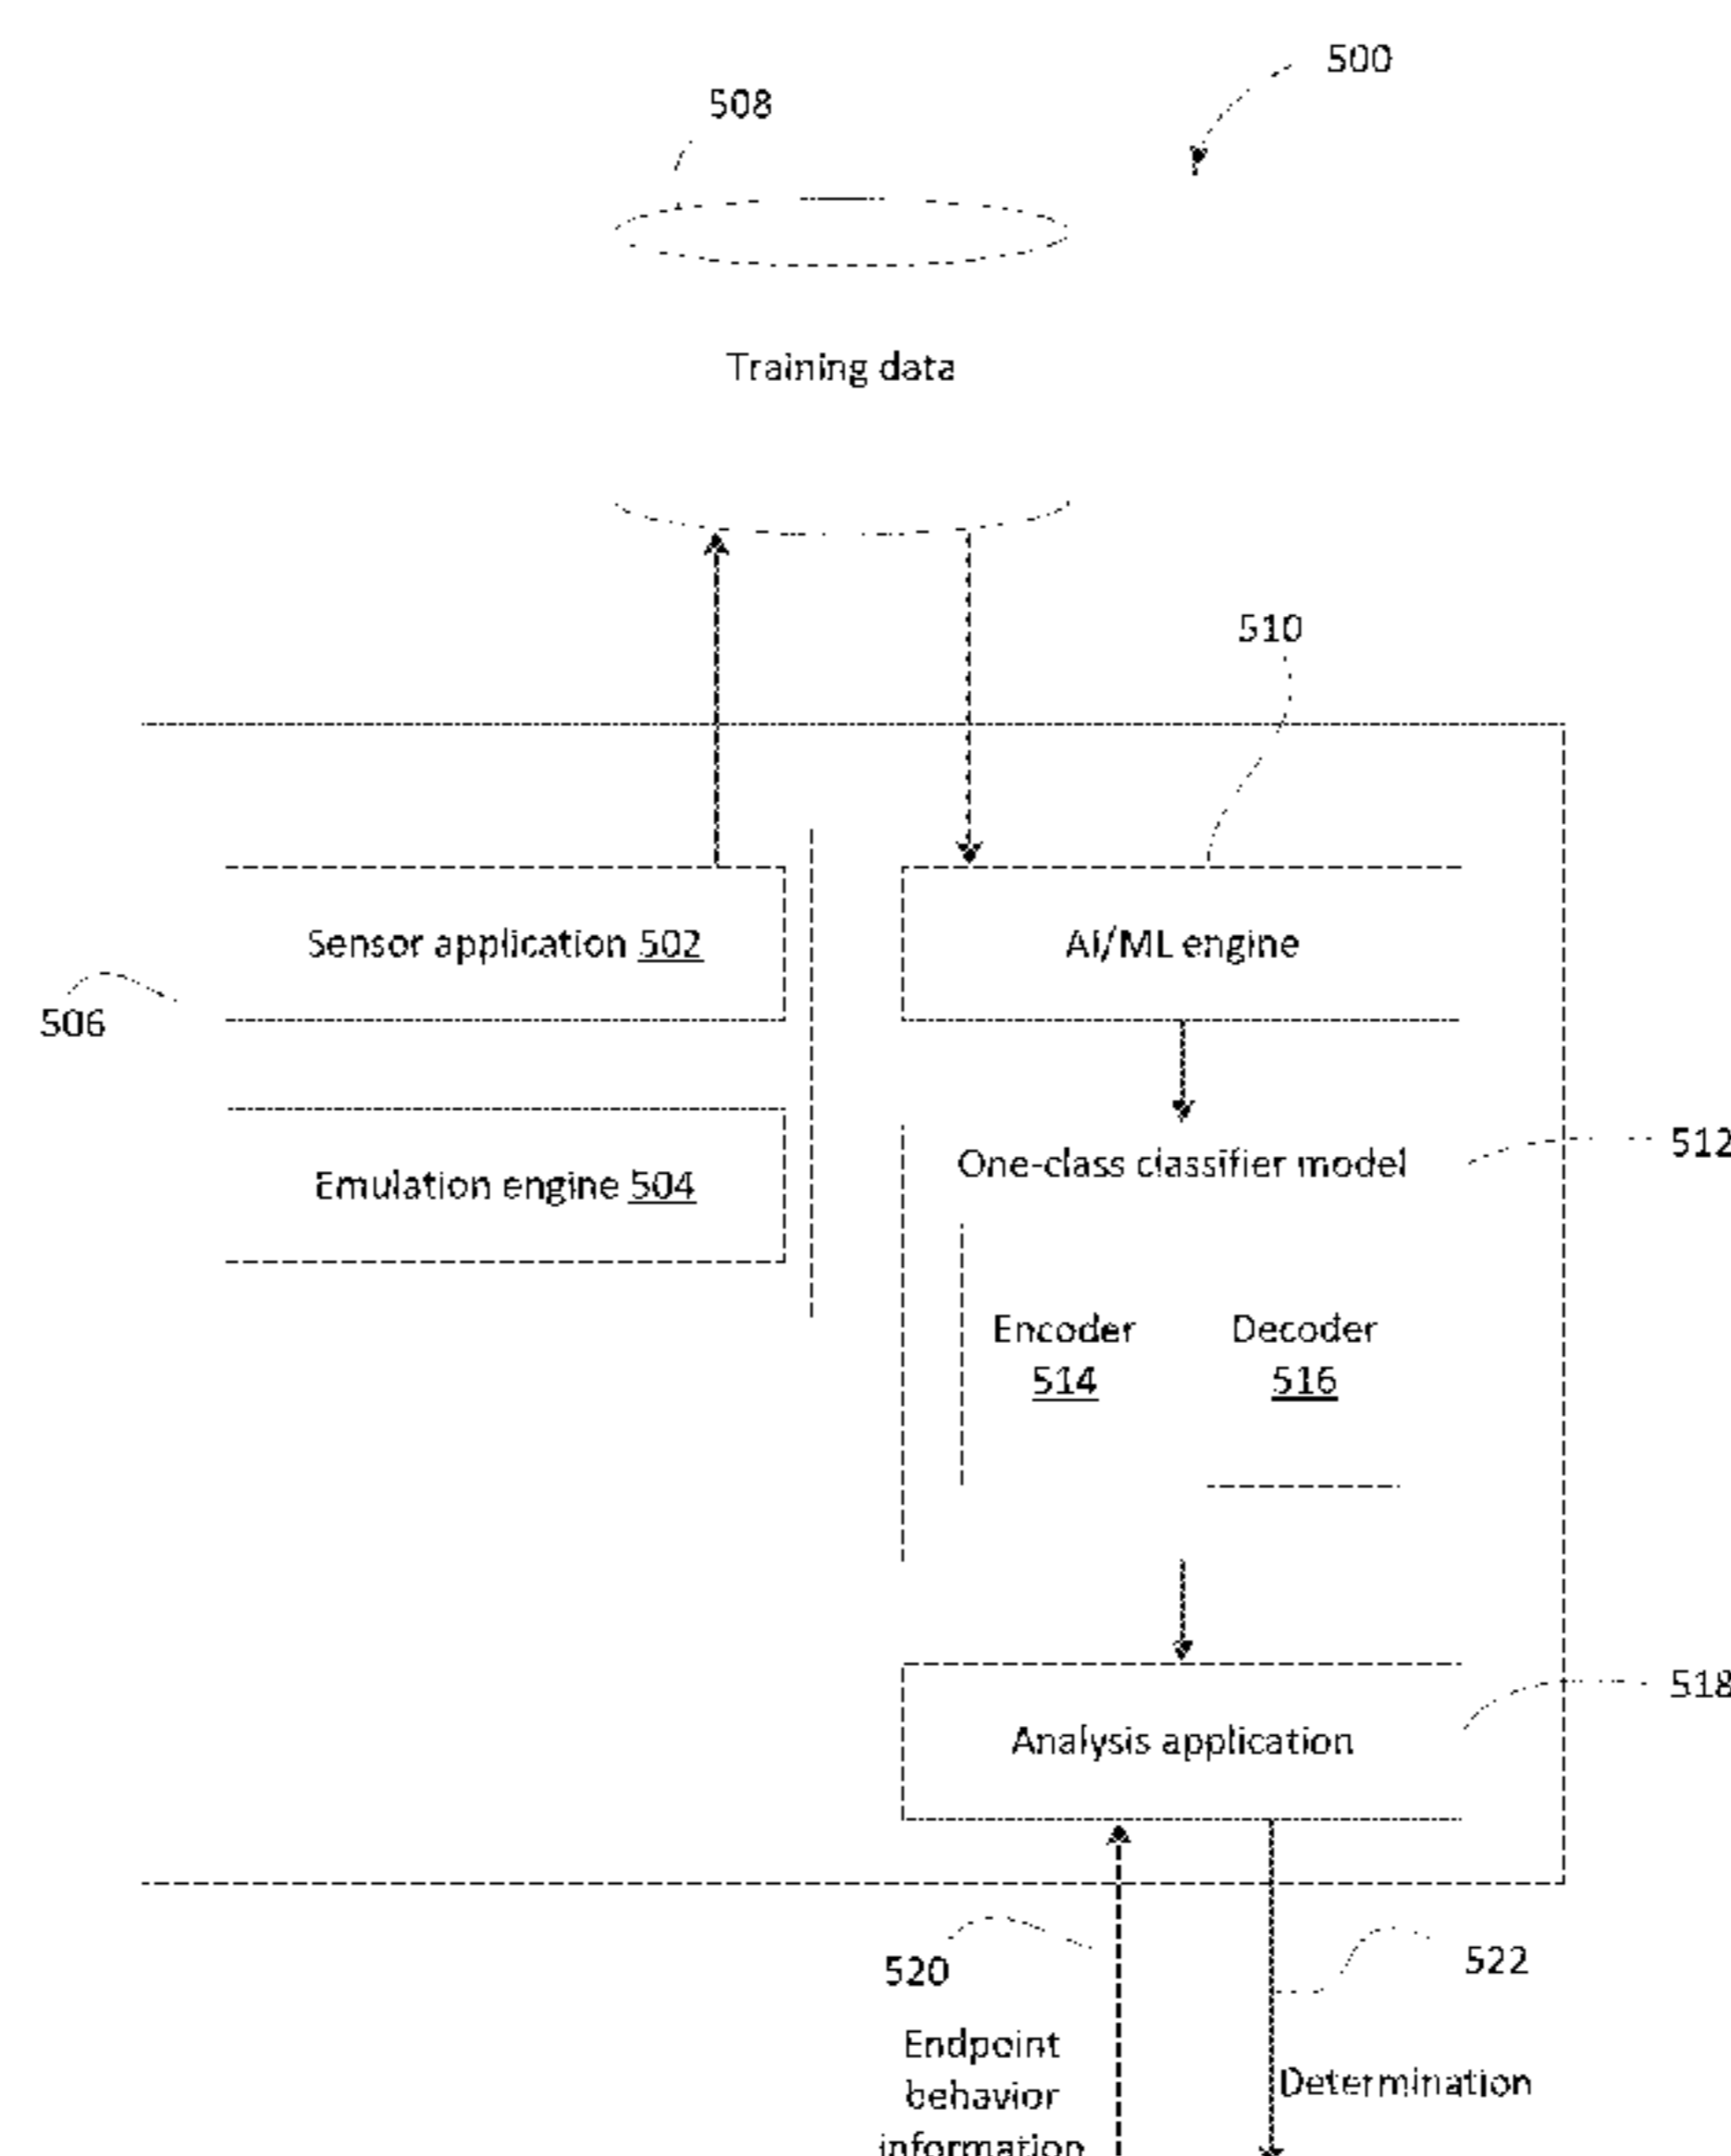 500
508
Training data
510
Sensor application 502
AI/ML engine
506
Emulation engine 504
One-class classifier model
512
Encoder
514
Decoder
516
Analysis application
518
520
522
Endpoint
behavior
information
Determination